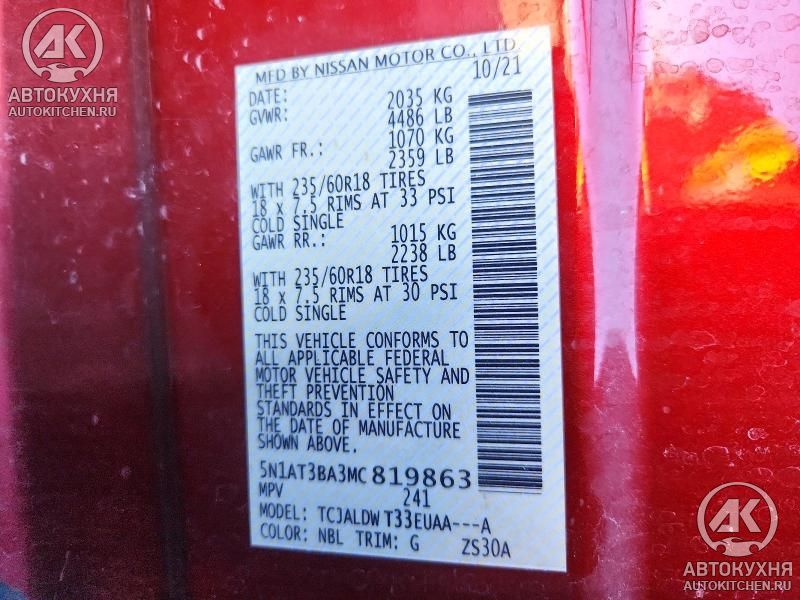 AK
АВТОКУХНЯ
AUTOKITCHEN.RU
MFD BY NISSAN MOTOR CO., LTD.
DATE: 10/21
GVWR: 2035 KG
4486 LB
GAWR FR.: 1070 KG
2359 LB
WITH 235/60R18 TIRES
18 x 7.5 RIMS AT 33 PSI
COLD SINGLE
GAWR RR.: 1015 KG
2238 LB
WITH 235/60R18 TIRES
18 x 7.5 RIMS AT 30 PSI
COLD SINGLE
THIS VEHICLE CONFORMS TO
ALL APPLICABLE FEDERAL
MOTOR VEHICLE SAFETY AND
THEFT PREVENTION
STANDARDS IN EFFECT ON
THE DATE OF MANUFACTURE
SHOWN ABOVE.
5N1AT3BA3MC819863
MPV 241
MODEL: TCJALDW T33EUAA---A
COLOR: NBL TRIM: G ZS30A
AK
АВТОКУХНЯ
AUTOKITCHEN.RU